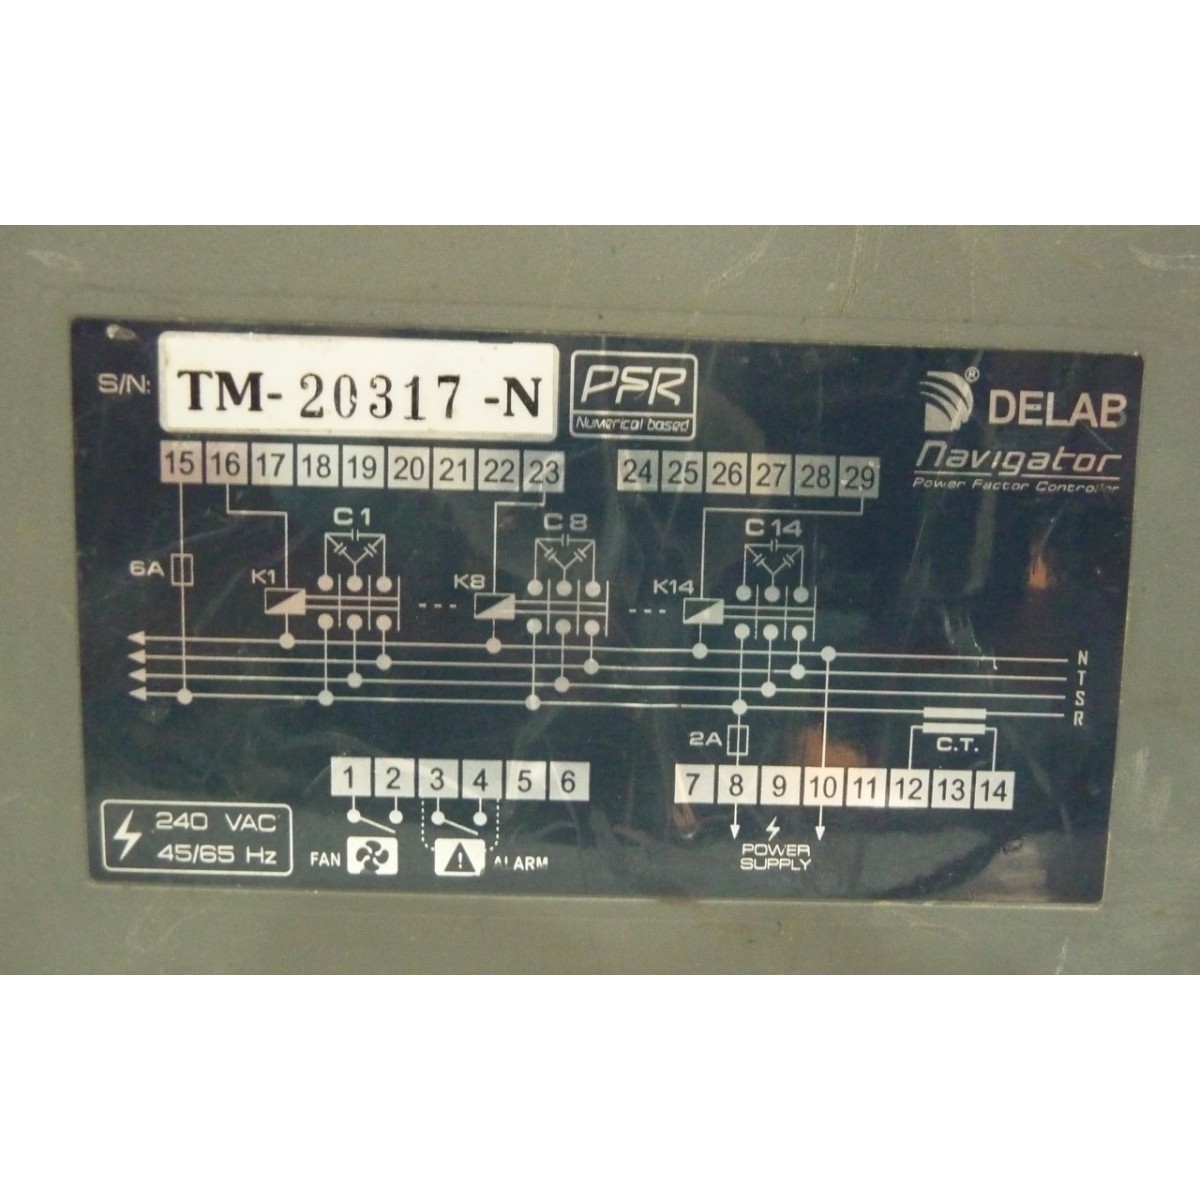 S/N: TM-20317-N
PFR
Numerical based
® DELAB
Navigator
Power Factor Controller
15 16 17 18 19 20 21 22 23 24 25 26 27 28 29
C1 C8 C14
6A K1 K8 K14
N
T
S
R
2A C.T.
1 2 3 4 5 6 7 8 9 10 11 12 13 14
240 VAC
45/65 Hz
FAN ALARM
POWER
SUPPLY